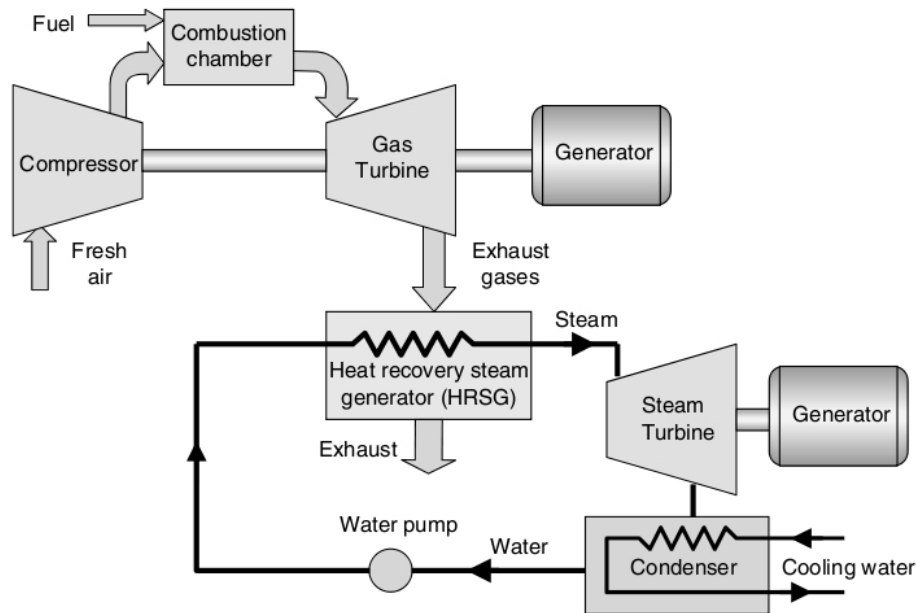 Fuel
Combustion
chamber
Compressor
Gas
Turbine
Generator
Fresh
air
Exhaust
gases
Steam
Heat recovery steam
generator (HRSG)
Steam
Turbine
Generator
Exhaust
Water pump
Water
Condenser
Cooling water